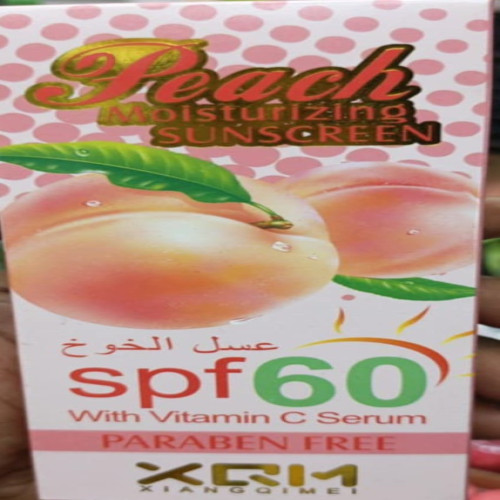 Peach
Moisturizing
SUNSCREEN
عسل الخوخ
spf60
With Vitamin C Serum
PARABEN FREE
XQM
XIANGQIMEI